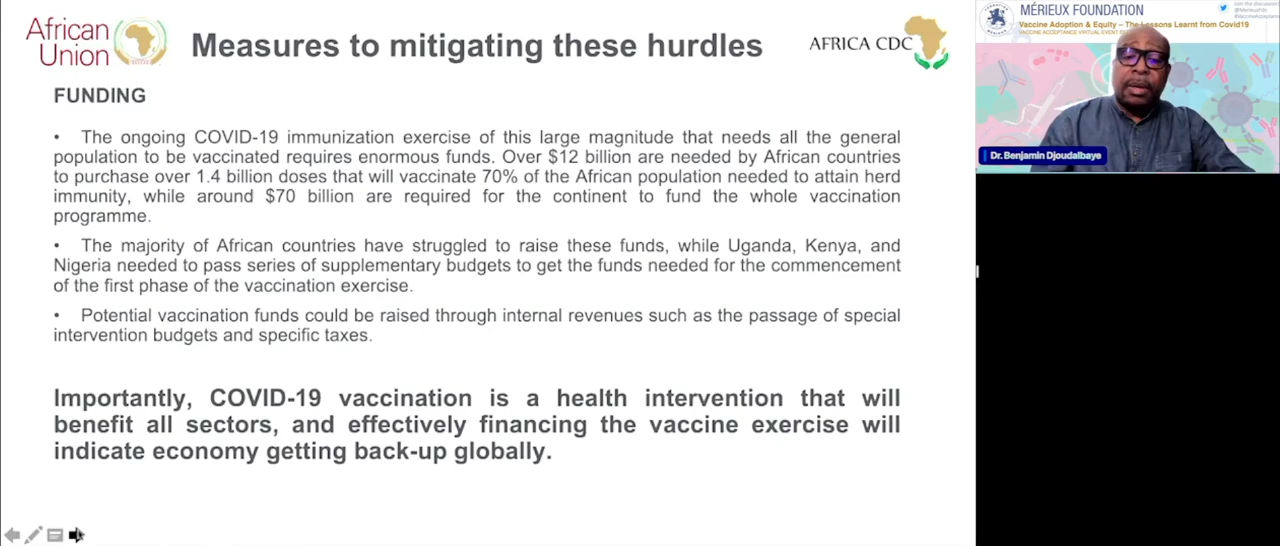 African
Union
Measures to mitigating these hurdles
AFRICA CDC
FUNDING
• The ongoing COVID-19 immunization exercise of this large magnitude that needs all the general
population to be vaccinated requires enormous funds. Over $12 billion are needed by African countries
to purchase over 1.4 billion doses that will vaccinate 70% of the African population needed to attain herd
immunity, while around $70 billion are required for the continent to fund the whole vaccination
programme.
• The majority of African countries have struggled to raise these funds, while Uganda, Kenya, and
Nigeria needed to pass series of supplementary budgets to get the funds needed for the commencement
of the first phase of the vaccination exercise.
• Potential vaccination funds could be raised through internal revenues such as the passage of special
intervention budgets and specific taxes.
Importantly, COVID-19 vaccination is a health intervention that will
benefit all sectors, and effectively financing the vaccine exercise will
indicate economy getting back-up globally.
MÉRIEUX FOUNDATION
Vaccine Adoption & Equity – The Lessons Learnt from Covid19
VACCINE ACCEPTANCE VIRTUAL EVENT
Join the discussion
@MerieuxFdn
Dr. Benjamin Djoudalbaye